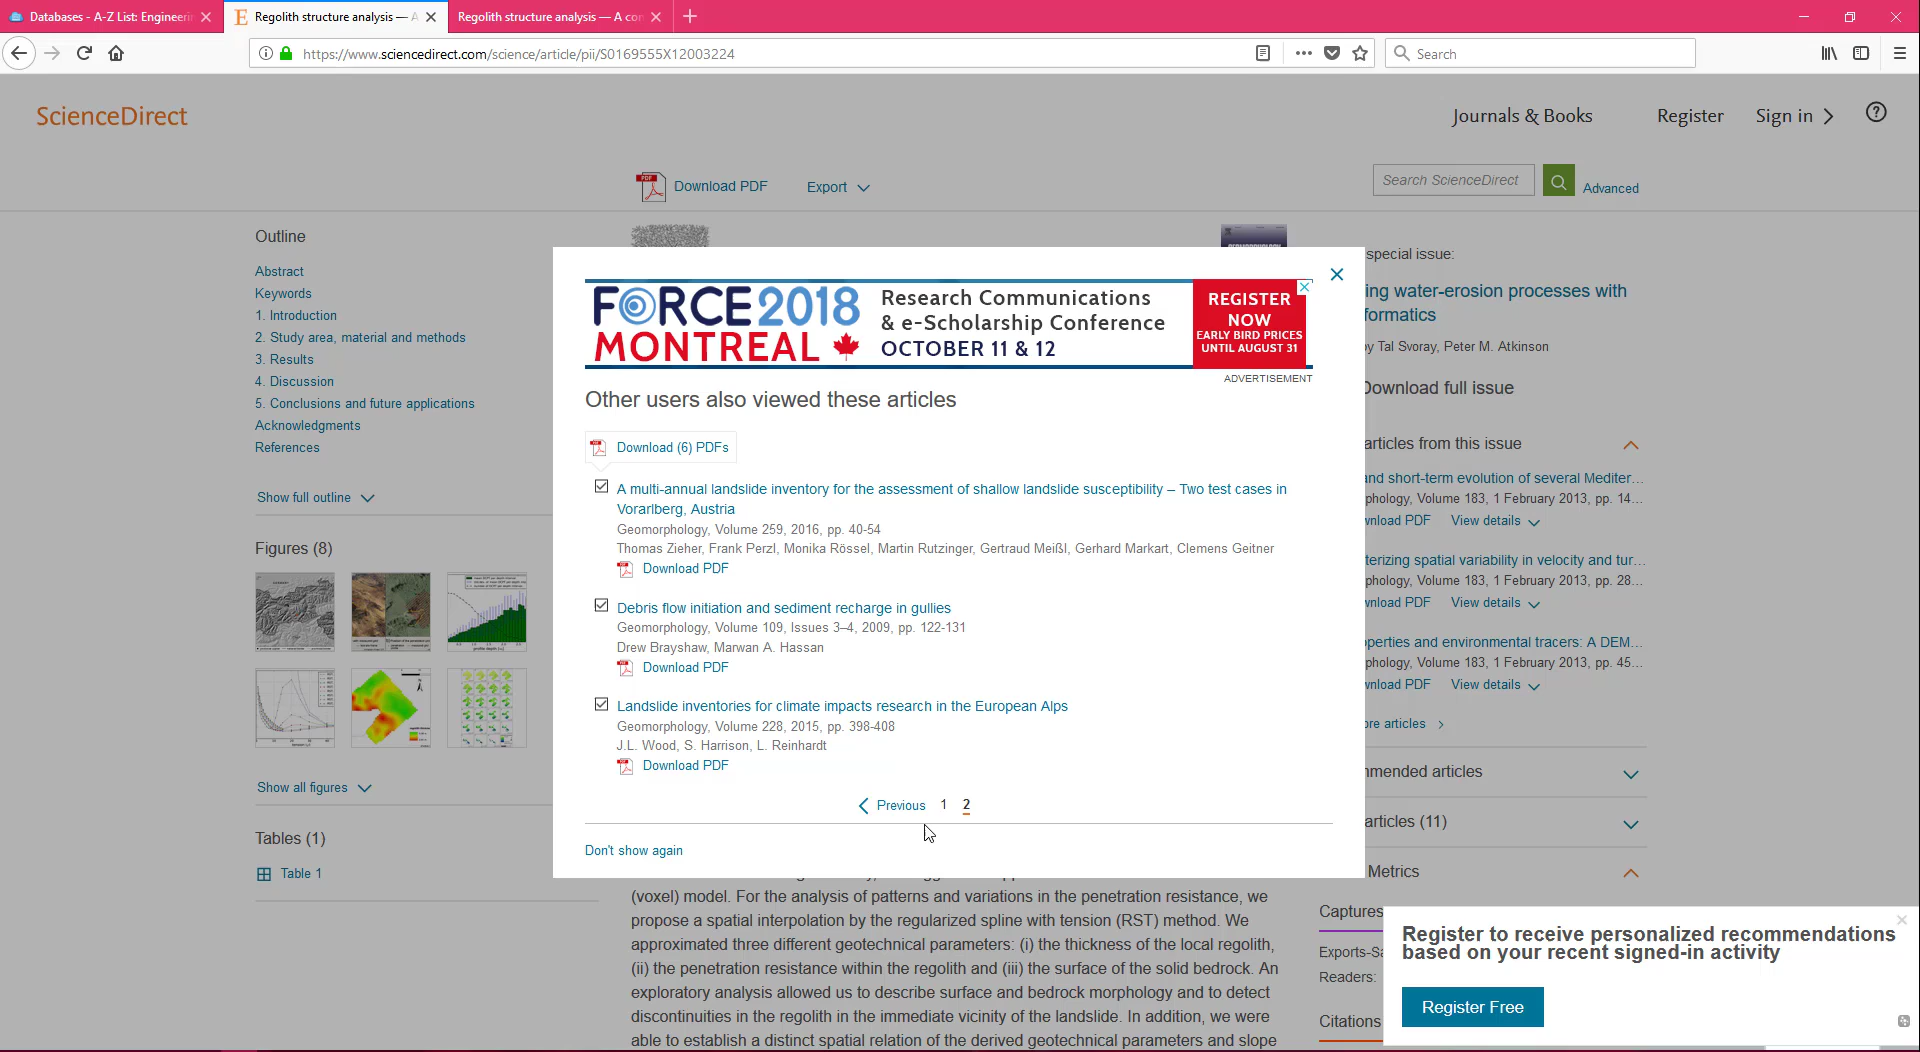 Databases - A-Z List: Engineeri
Regolith structure analysis — A
Regolith structure analysis — A con
https://www.sciencedirect.com/science/article/pii/S0169555X12003224
Search
ScienceDirect
Journals & Books
Register
Sign in
Download PDF
Export
Search ScienceDirect
Advanced
Outline
Abstract
Keywords
1. Introduction
2. Study area, material and methods
3. Results
4. Discussion
5. Conclusions and future applications
Acknowledgments
References
Show full outline
Figures (8)
Show all figures
Tables (1)
Table 1
FORCE2018
MONTREAL
Research Communications
& e-Scholarship Conference
OCTOBER 11 & 12
REGISTER
NOW
EARLY BIRD PRICES
UNTIL AUGUST 31
ADVERTISEMENT
Other users also viewed these articles
Download (6) PDFs
A multi-annual landslide inventory for the assessment of shallow landslide susceptibility – Two test cases in
Vorarlberg, Austria
Geomorphology, Volume 259, 2016, pp. 40-54
Thomas Zieher, Frank Perzl, Monika Rössel, Martin Rutzinger, Gertraud Meißl, Gerhard Markart, Clemens Geitner
Download PDF
Debris flow initiation and sediment recharge in gullies
Geomorphology, Volume 109, Issues 3–4, 2009, pp. 122-131
Drew Brayshaw, Marwan A. Hassan
Download PDF
Landslide inventories for climate impacts research in the European Alps
Geomorphology, Volume 228, 2015, pp. 398-408
J.L. Wood, S. Harrison, L. Reinhardt
Download PDF
Previous 1 2
Don't show again
(voxel) model. For the analysis of patterns and variations in the penetration resistance, we
propose a spatial interpolation by the regularized spline with tension (RST) method. We
approximated three different geotechnical parameters: (i) the thickness of the local regolith,
(ii) the penetration resistance within the regolith and (iii) the surface of the solid bedrock. An
exploratory analysis allowed us to describe surface and bedrock morphology and to detect
discontinuities in the regolith in the immediate vicinity of the landslide. In addition, we were
able to establish a distinct spatial relation of the derived geotechnical parameters and slope
special issue:
ing water-erosion processes with
formatics
y Tal Svoray, Peter M. Atkinson
Download full issue
articles from this issue
and short-term evolution of several Mediter...
phology, Volume 183, 1 February 2013, pp. 14...
wnload PDF View details
terizing spatial variability in velocity and tur...
phology, Volume 183, 1 February 2013, pp. 28...
wnload PDF View details
operties and environmental tracers: A DEM...
phology, Volume 183, 1 February 2013, pp. 45...
wnload PDF View details
ore articles
mmended articles
articles (11)
Metrics
Captures
Exports-Sa
Readers:
Citations
Register to receive personalized recommendations
based on your recent signed-in activity
Register Free